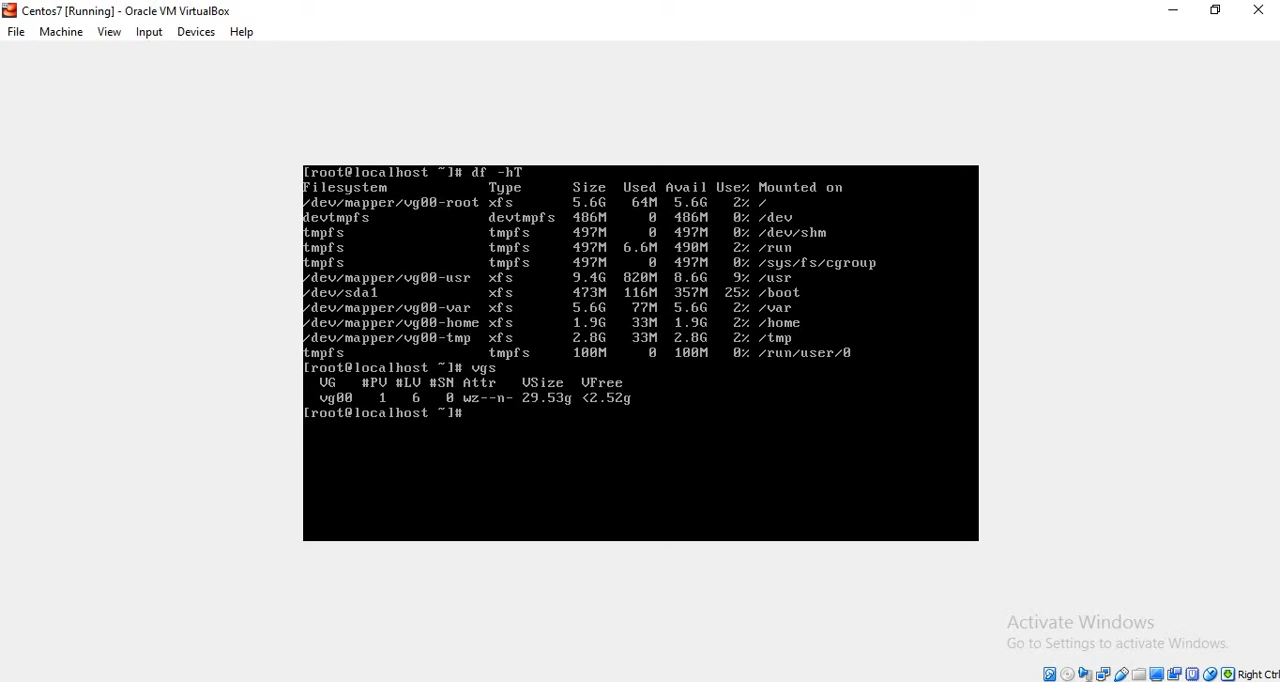 Centos7 [Running] - Oracle VM VirtualBox
File Machine View Input Devices Help
[root@localhost ~]# df -hT
Filesystem Type Size Used Avail Use% Mounted on
/dev/mapper/vg00-root xfs 5.6G 64M 5.6G 2% /
devtmpfs devtmpfs 486M 0 486M 0% /dev
tmpfs tmpfs 497M 0 497M 0% /dev/shm
tmpfs tmpfs 497M 6.6M 490M 2% /run
tmpfs tmpfs 497M 0 497M 0% /sys/fs/cgroup
/dev/mapper/vg00-usr xfs 9.4G 820M 8.6G 9% /usr
/dev/sda1 xfs 473M 116M 357M 25% /boot
/dev/mapper/vg00-var xfs 5.6G 77M 5.6G 2% /var
/dev/mapper/vg00-home xfs 1.9G 33M 1.9G 2% /home
/dev/mapper/vg00-tmp xfs 2.8G 33M 2.8G 2% /tmp
tmpfs tmpfs 100M 0 100M 0% /run/user/0
[root@localhost ~]# vgs
VG #PV #LV #SN Attr VSize VFree
vg00 1 6 0 wz--n- 29.53g <2.52g
[root@localhost ~]#
Activate Windows
Go to Settings to activate Windows.
Right Ctrl